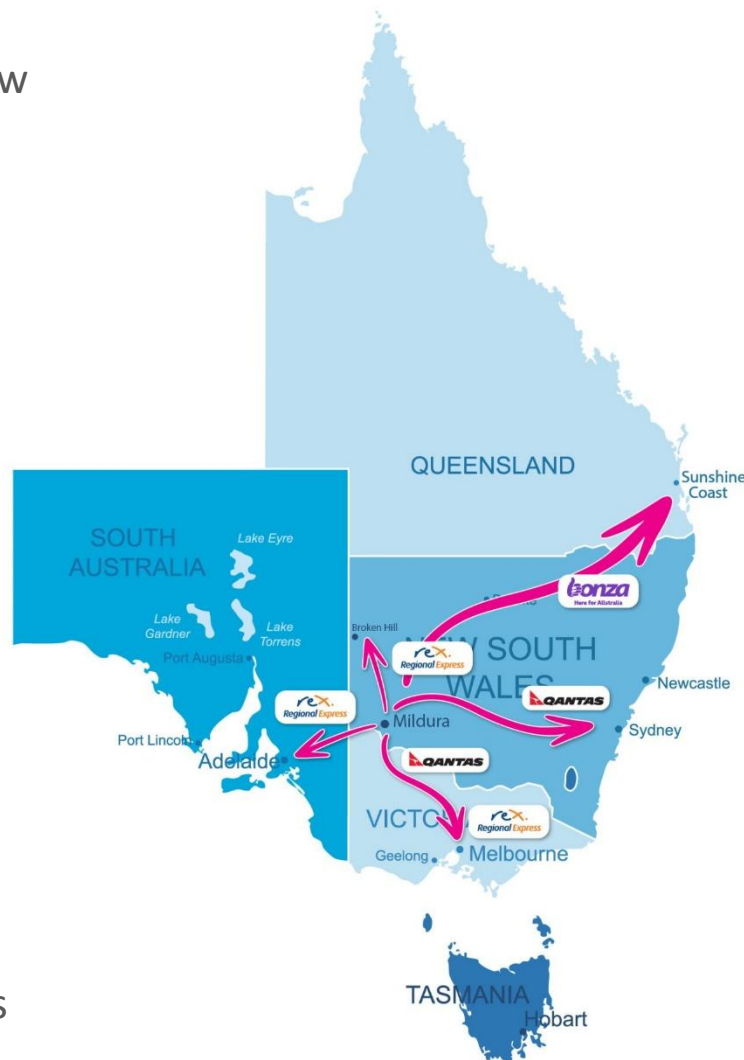 w
QUEENSLAND
Sunshine
Coast
SOUTH
AUSTRALIA
Lake Eyre
Lake
Gardner
Lake
Torrens
Port Augusta
Broken Hill
bonza
Here for Allstralia
NEW SOUTH
WALES
rex.
Regional Express
Newcastle
QANTAS
rex.
Regional Express
Mildura
Sydney
Port Lincoln
Adelaide
QANTAS
rex.
Regional Express
Geelong
Melbourne
TASMANIA
Hobart
s